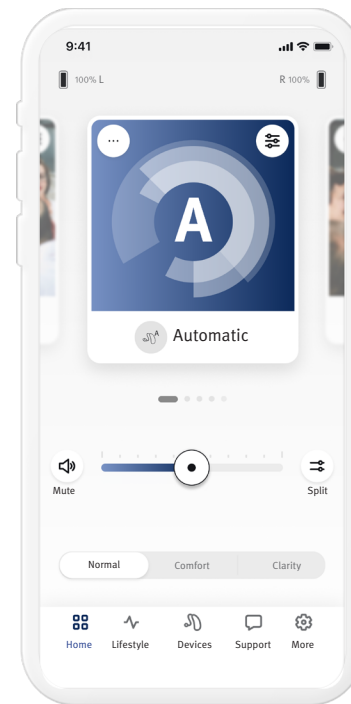 9:41
100% L
R 100%
...
A
A
Automatic
Mute
Split
Normal Comfort Clarity
Home Lifestyle Devices Support More